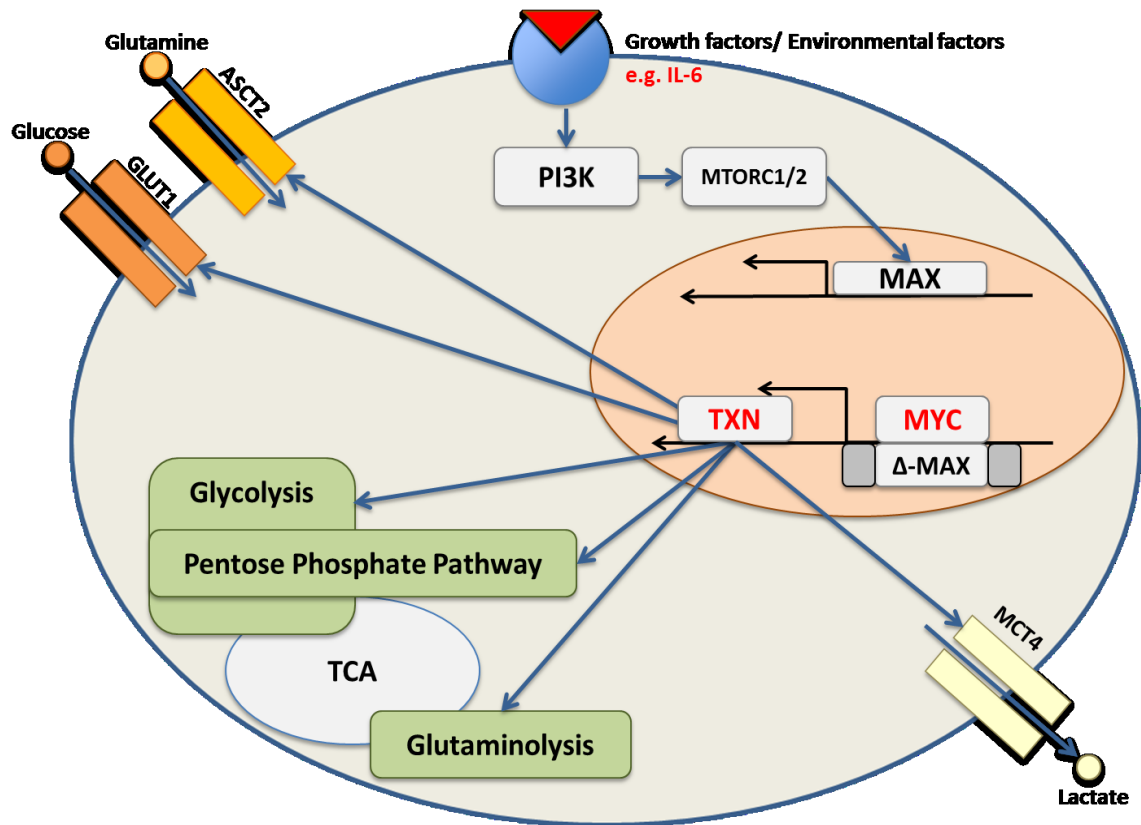 Glutamine
ASCT2
Glucose
GLUT1
Growth factors/ Environmental factors
e.g. IL-6
PI3K
MTORC1/2
MAX
TXN
MYC
Δ-MAX
Glycolysis
Pentose Phosphate Pathway
TCA
Glutaminolysis
MCT4
Lactate